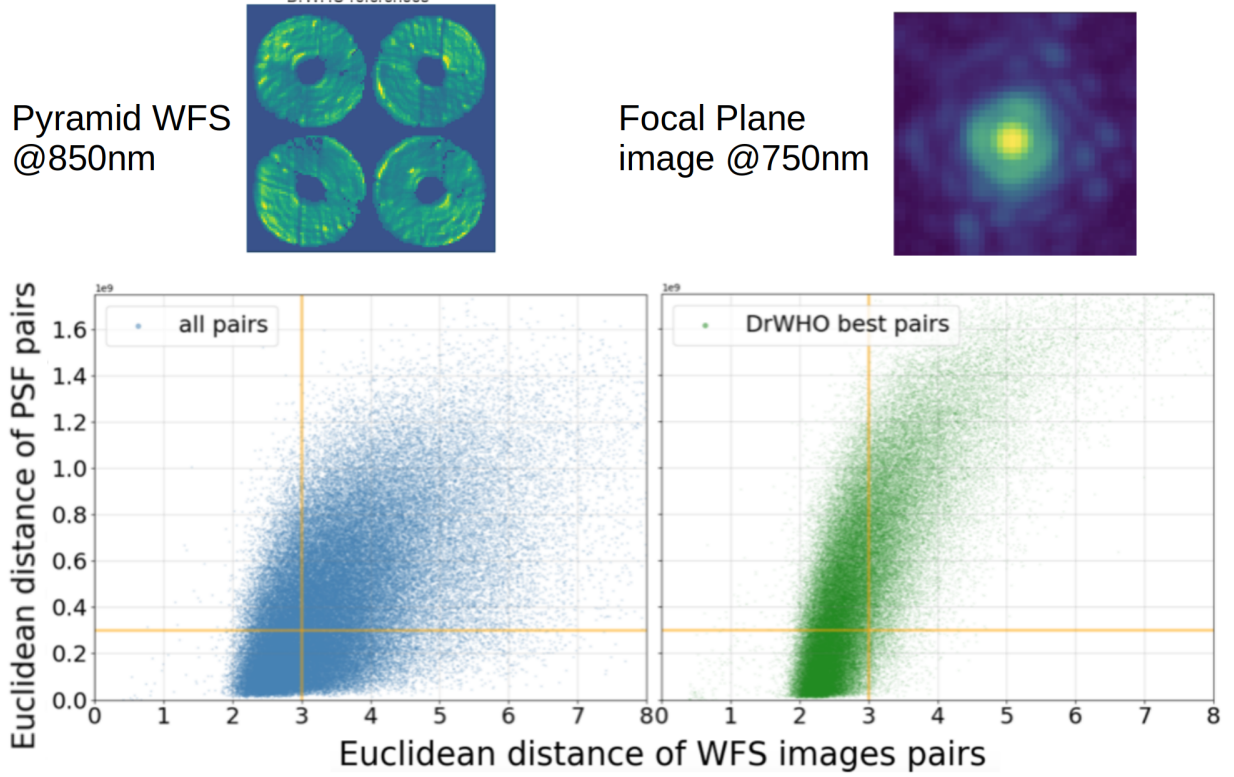 DrWHO references
Pyramid WFS
@850nm
Focal Plane
image @750nm
Euclidean distance of PSF pairs
1e9
all pairs
1.6
1.4
1.2
1.0
0.8
0.6
0.4
0.2
0.0
0 1 2 3 4 5 6 7 8
1e9
DrWHO best pairs
0 1 2 3 4 5 6 7 8
Euclidean distance of WFS images pairs